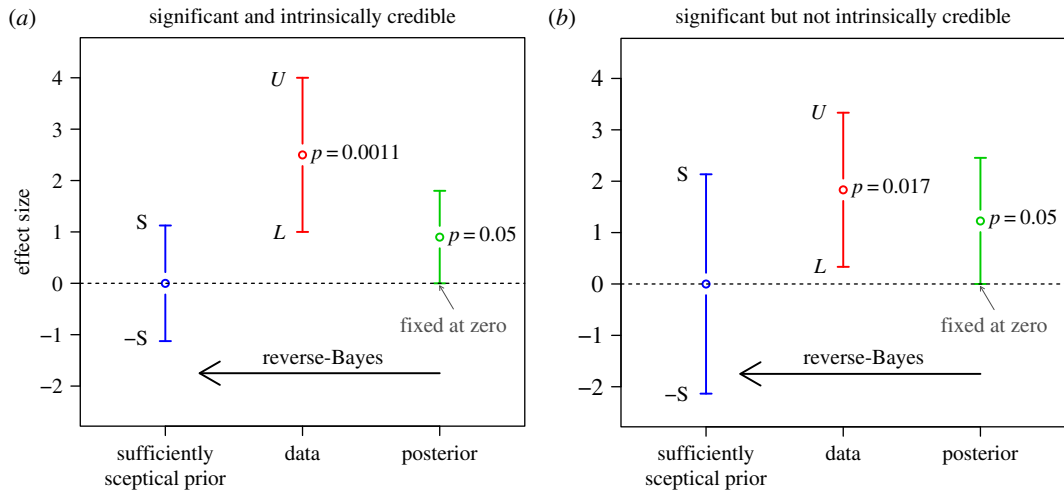 (a) significant and intrinsically credible
4
3
2
1
0
−1
−2
effect size
S
−S
U
L
p = 0.0011
p = 0.05
fixed at zero
reverse-Bayes
sufficiently
sceptical prior
data
posterior
(b) significant but not intrinsically credible
4
3
2
1
0
−1
−2
S
−S
U
L
p = 0.017
p = 0.05
fixed at zero
reverse-Bayes
sufficiently
sceptical prior
data
posterior